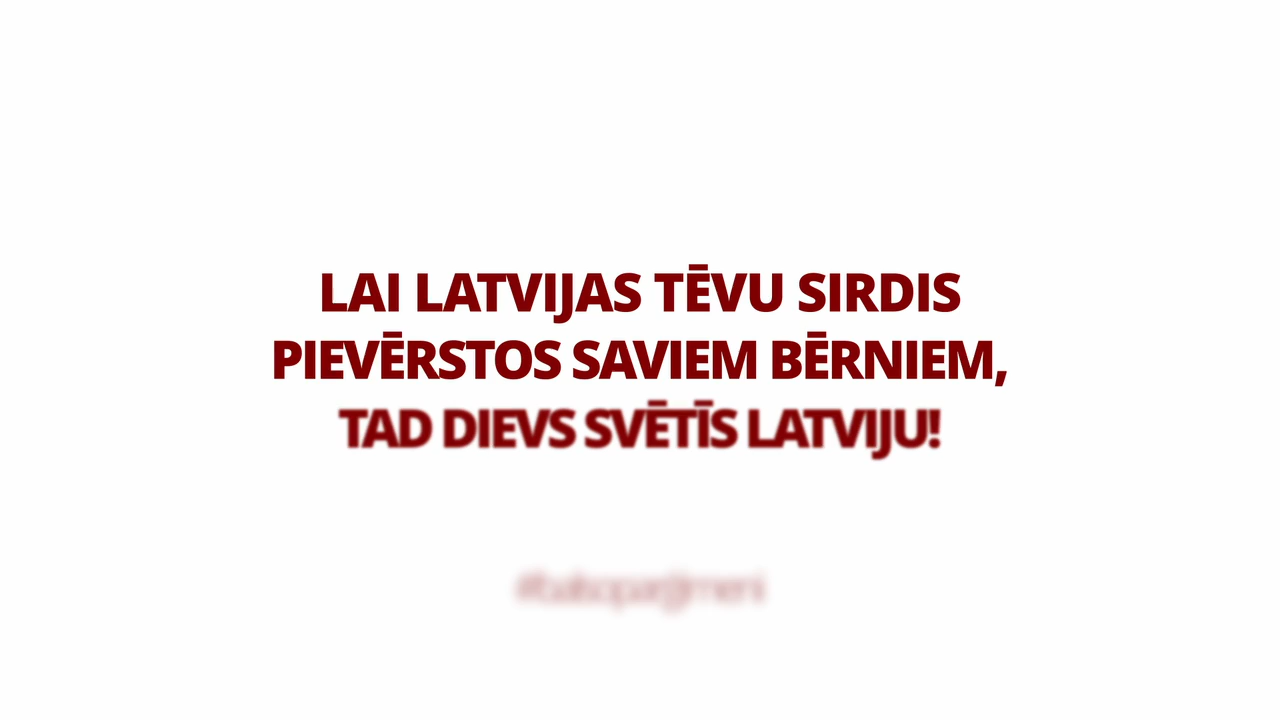 LAI LATVIJAS TĒVU SIRDIS
PIEVĒRSTOS SAVIEM BĒRNIEM,
TAD DIEVS SVĒTĪS LATVIJU!